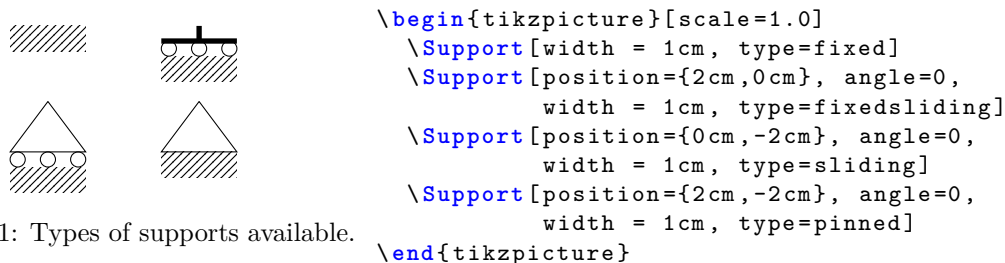 \begin{tikzpicture}[scale=1.0]
  \Support[width = 1cm, type=fixed]
  \Support[position={2cm,0cm}, angle=0,
          width = 1cm, type=fixedsliding]
  \Support[position={0cm,-2cm}, angle=0,
          width = 1cm, type=sliding]
  \Support[position={2cm,-2cm}, angle=0,
          width = 1cm, type=pinned]
\end{tikzpicture}
1: Types of supports available.